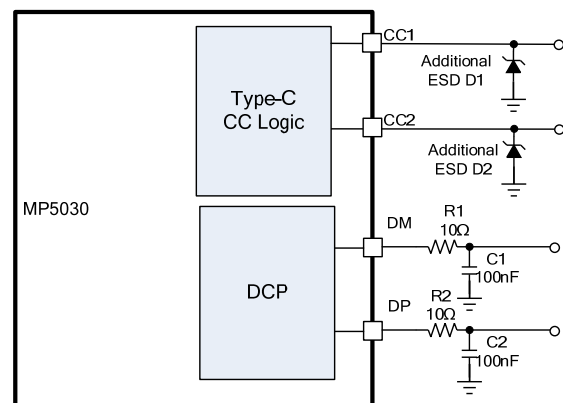 CC1
Additional
ESD D1
Type-C
CC Logic
CC2
Additional
ESD D2
MP5030
DM
R1
10Ω
C1
100nF
DCP
DP
R2
10Ω
C2
100nF